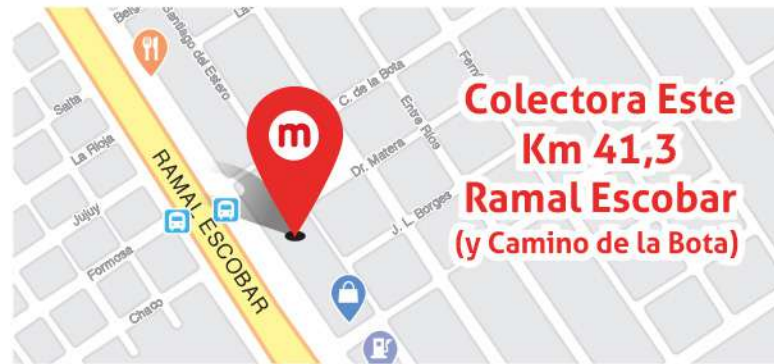 Santiago del Estero
C. de la Bota
Salta
Entre Ríos
La Rioja
Dr. Matera
m
RAMAL ESCOBAR
Jujuy
J. L. Borges
Formosa
Chaco
Colectora Este
Km 41,3
Ramal Escobar
(y Camino de la Bota)